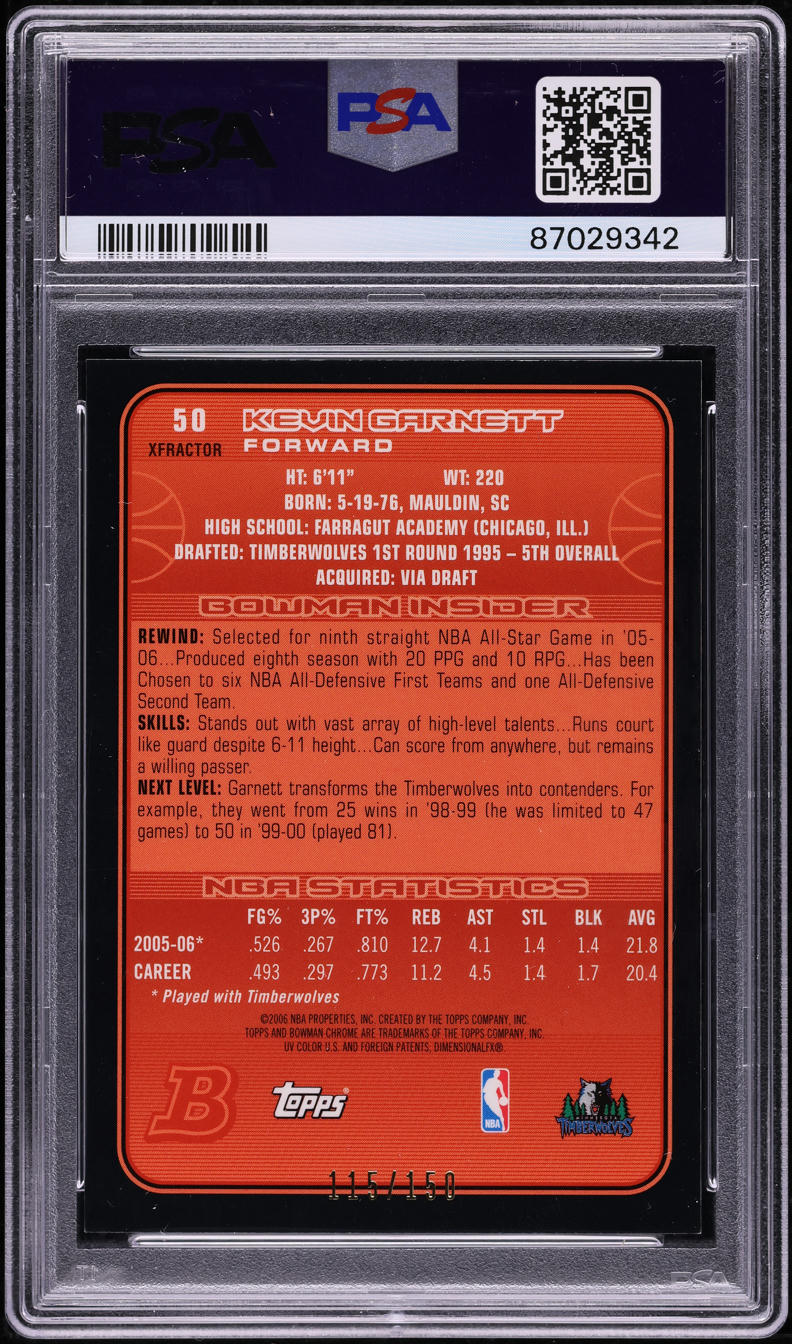 PSA
PSA
87029342
50 KEVIN GARNETT
XFRACTOR FORWARD
HT: 6'11" WT: 220
BORN: 5-19-76, MAULDIN, SC
HIGH SCHOOL: FARRAGUT ACADEMY (CHICAGO, ILL.)
DRAFTED: TIMBERWOLVES 1ST ROUND 1995 – 5TH OVERALL
ACQUIRED: VIA DRAFT
BOWMAN INSIDER
REWIND: Selected for ninth straight NBA All-Star Game in '05-
06...Produced eighth season with 20 PPG and 10 RPG...Has been
Chosen to six NBA All-Defensive First Teams and one All-Defensive
Second Team.
SKILLS: Stands out with vast array of high-level talents...Runs court
like guard despite 6-11 height...Can score from anywhere, but remains
a willing passer.
NEXT LEVEL: Garnett transforms the Timberwolves into contenders. For
example, they went from 25 wins in '98-99 (he was limited to 47
games) to 50 in '99-00 (played 81).
NBA STATISTICS
FG% 3P% FT% REB AST STL BLK AVG
2005-06* .526 .267 .810 12.7 4.1 1.4 1.4 21.8
CAREER .493 .297 .773 11.2 4.5 1.4 1.7 20.4
* Played with Timberwolves
©2006 NBA PROPERTIES, INC. CREATED BY THE TOPPS COMPANY, INC.
TOPPS AND BOWMAN CHROME ARE TRADEMARKS OF THE TOPPS COMPANY, INC.
UV COLOR U.S. AND FOREIGN PATENTS, DIMENSIONALFX®.
B Topps® NBA TIMBERWOLVES
115/150
PSA